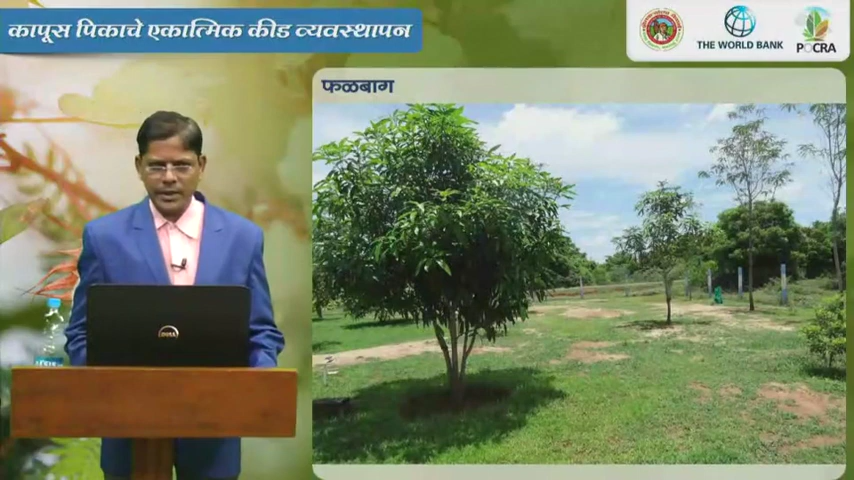 कापूस पिकाचे एकात्मिक कीड व्यवस्थापन
THE WORLD BANK
POCRA
फळबाग
DELL